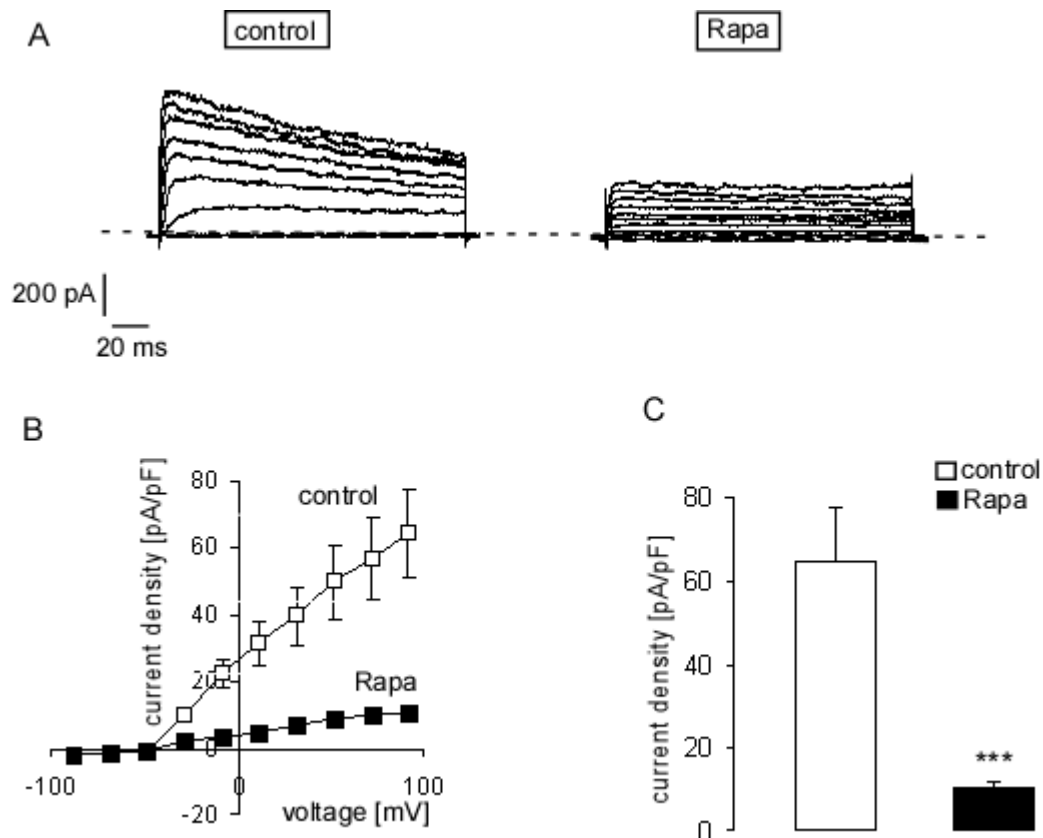 A
control
Rapa
200 pA
20 ms
B
current density [pA/pF]
80
60
40
20
0
-20
-100
0
100
control
Rapa
voltage [mV]
C
control
Rapa
current density [pA/pF]
80
60
40
20
0
***